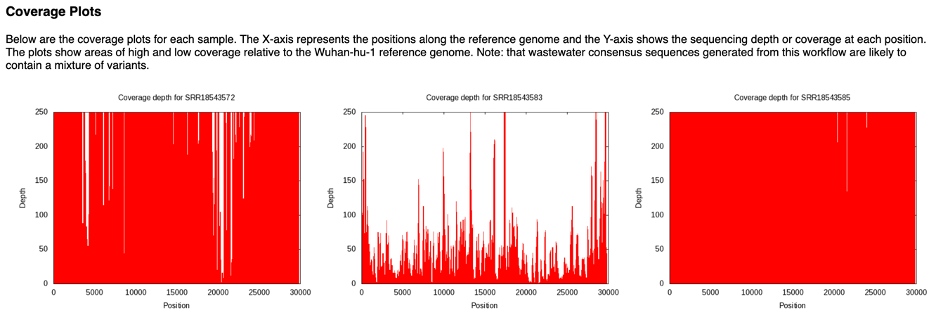 Coverage Plots
Below are the coverage plots for each sample. The X-axis represents the positions along the reference genome and the Y-axis shows the sequencing depth or coverage at each position.
The plots show areas of high and low coverage relative to the Wuhan-hu-1 reference genome. Note: that wastewater consensus sequences generated from this workflow are likely to
contain a mixture of variants.
Coverage depth for SRR18543572
250
200
150
100
50
0
Depth
0 5000 10000 15000 20000 25000 30000
Position
Coverage depth for SRR18543583
250
200
150
100
50
0
Depth
0 5000 10000 15000 20000 25000 30000
Position
Coverage depth for SRR18543585
250
200
150
100
50
0
Depth
0 5000 10000 15000 20000 25000 30000
Position